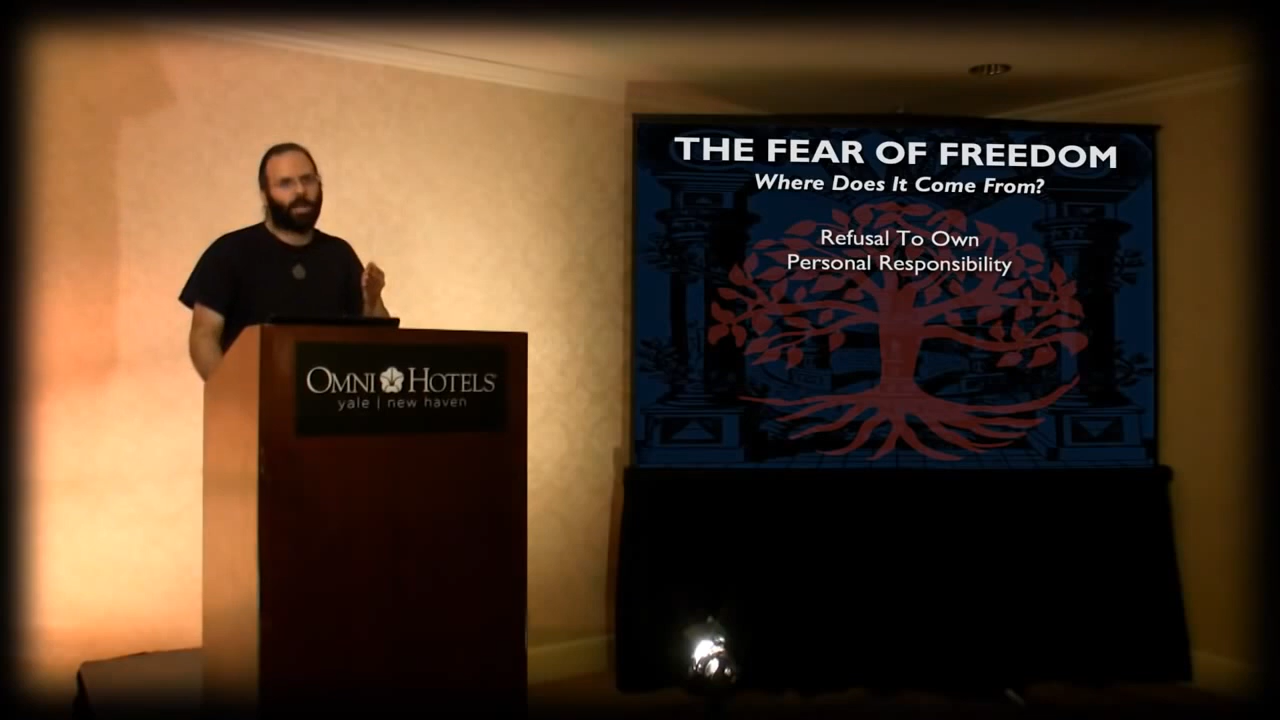 THE FEAR OF FREEDOM
Where Does It Come From?
Refusal To Own
Personal Responsibility
OMNI HOTELS
yale | new haven